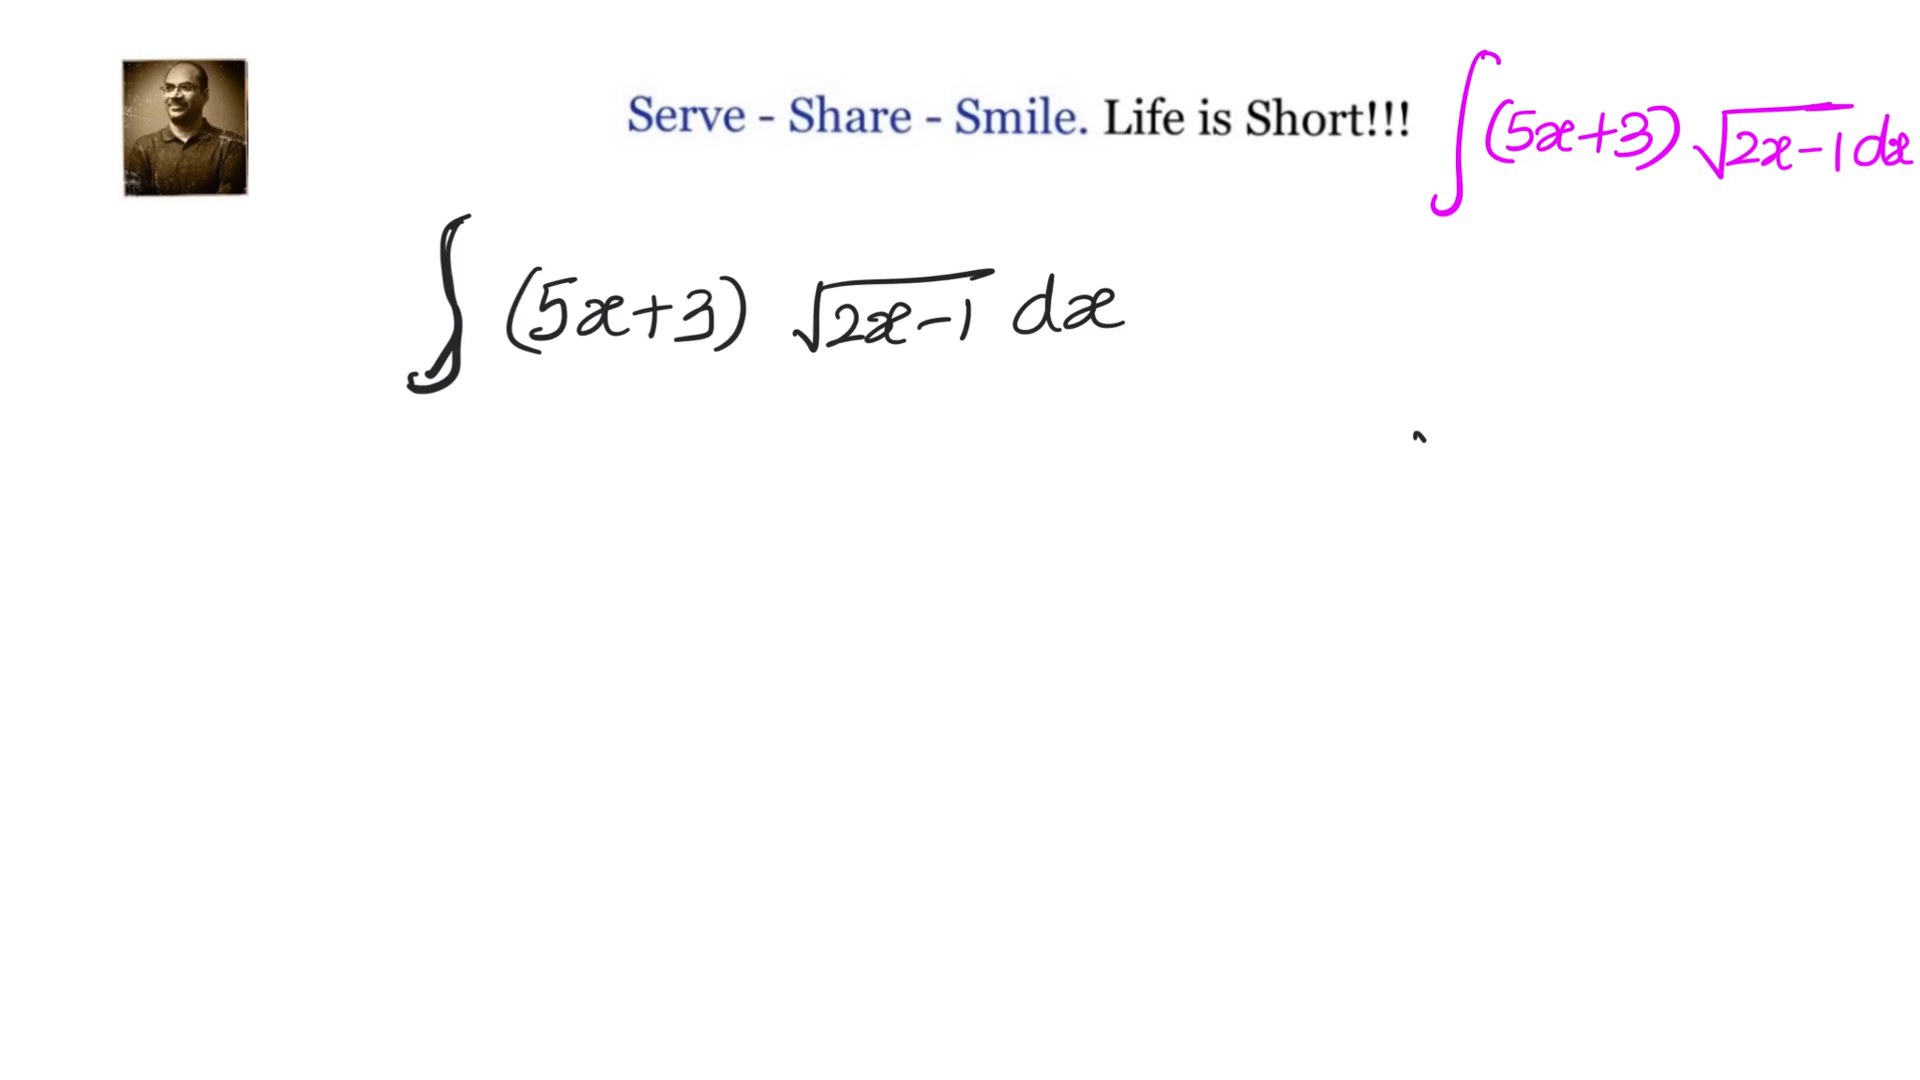 Serve - Share - Smile. Life is Short!!! ∫(5x+3) √(2x-1) dx
∫ (5x+3) √(2x-1) dx